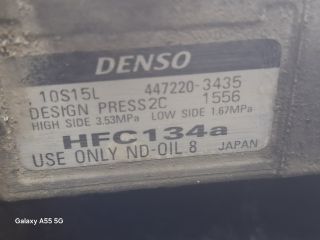 DENSO
10S15L 447220-3435
DESIGN PRESS2C 1556
HIGH SIDE 3.53MPa LOW SIDE 1.67MPa
HFC134a
USE ONLY ND-OIL 8 JAPAN
Galaxy A55 5G